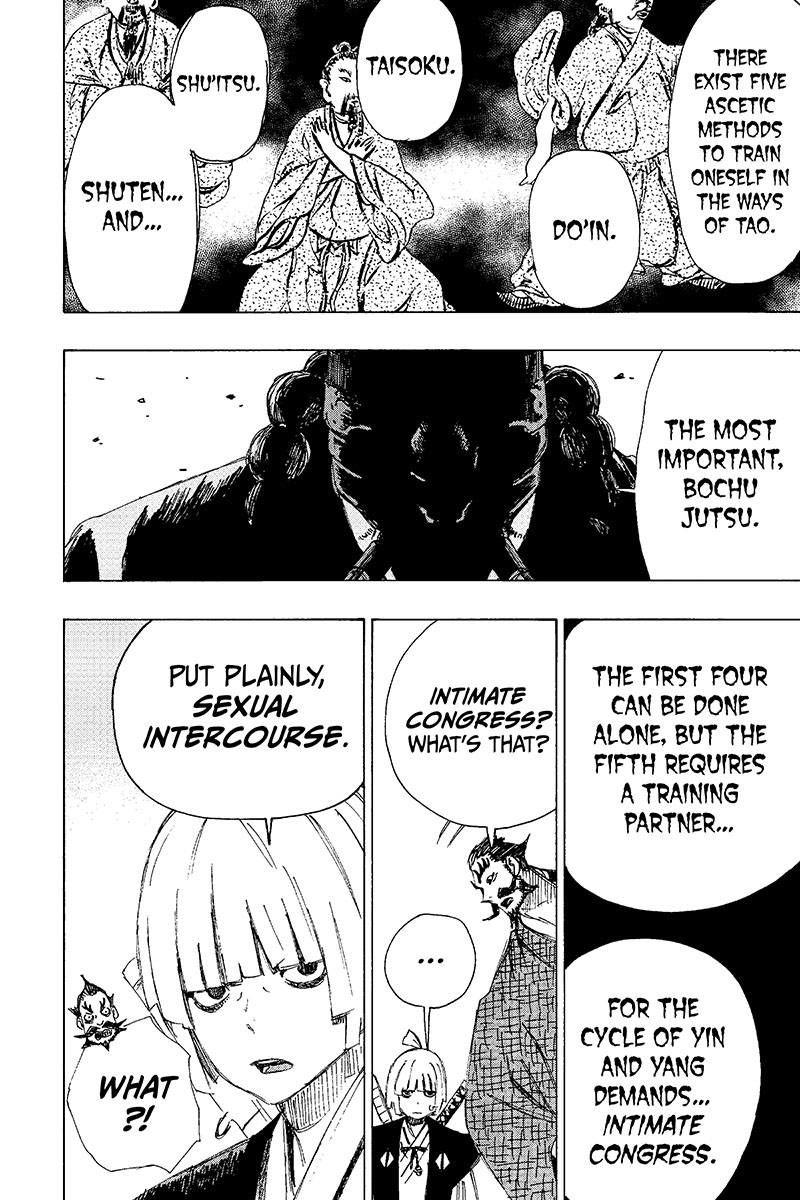 THERE
EXIST FIVE
ASCETIC
METHODS
TO TRAIN
ONESELF IN
THE WAYS
OF TAO.
DO'IN.
TAISOKU.
SHU'ITSU.
SHUTEN...
AND...
THE MOST
IMPORTANT,
BOCHU
JUTSU.
THE FIRST FOUR
CAN BE DONE
ALONE, BUT THE
FIFTH REQUIRES
A TRAINING
PARTNER...
FOR THE
CYCLE OF YIN
AND YANG
DEMANDS...
INTIMATE
CONGRESS.
INTIMATE
CONGRESS?
WHAT'S THAT?
...
PUT PLAINLY,
SEXUAL
INTERCOURSE.
WHAT
?!